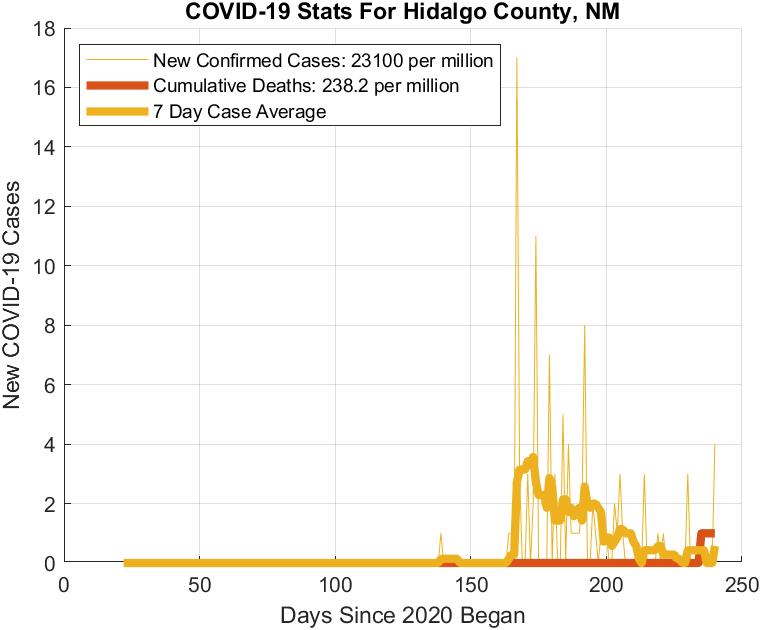 COVID-19 Stats For Hidalgo County, NM
New Confirmed Cases: 23100 per million
Cumulative Deaths: 238.2 per million
7 Day Case Average
New COVID-19 Cases
18
16
14
12
10
8
6
4
2
0
0 50 100 150 200 250
Days Since 2020 Began